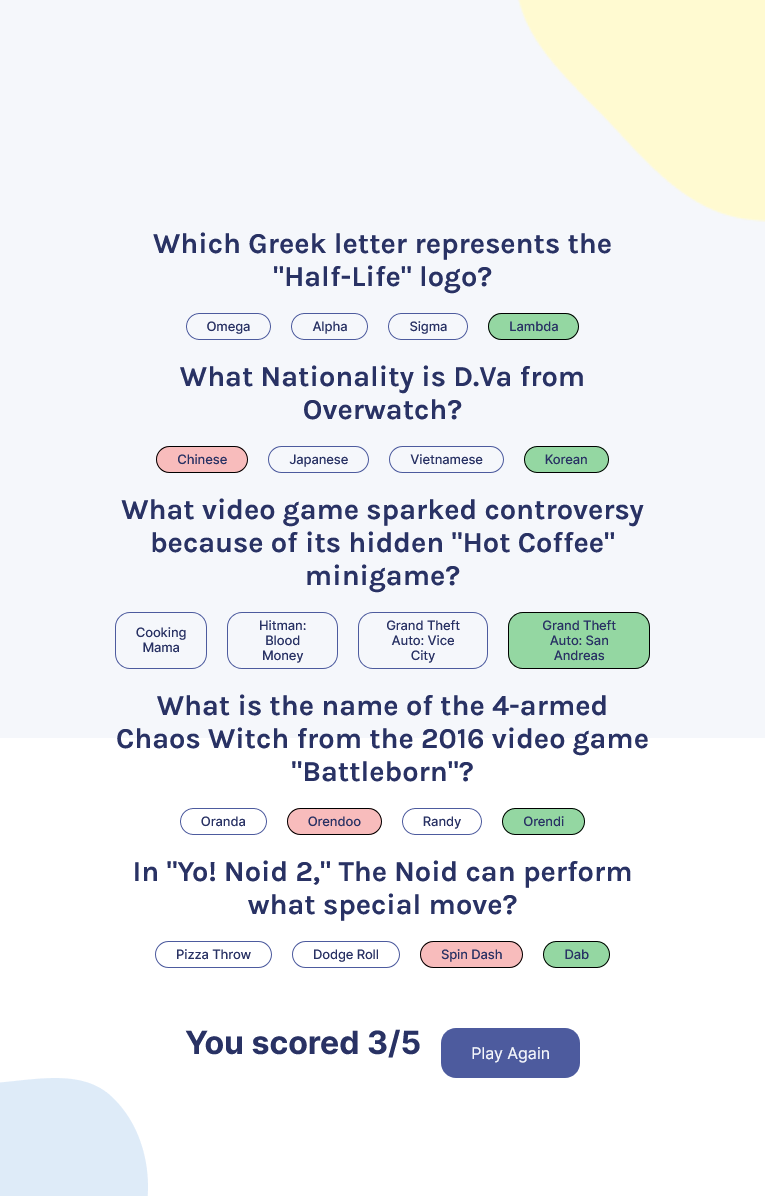 Which Greek letter represents the
"Half-Life" logo?
Omega Alpha Sigma Lambda
What Nationality is D.Va from
Overwatch?
Chinese Japanese Vietnamese Korean
What video game sparked controversy
because of its hidden "Hot Coffee"
minigame?
Cooking
Mama
Hitman:
Blood
Money
Grand Theft
Auto: Vice
City
Grand Theft
Auto: San
Andreas
What is the name of the 4-armed
Chaos Witch from the 2016 video game
"Battleborn"?
Oranda Orendoo Randy Orendi
In "Yo! Noid 2," The Noid can perform
what special move?
Pizza Throw Dodge Roll Spin Dash Dab
You scored 3/5 Play Again